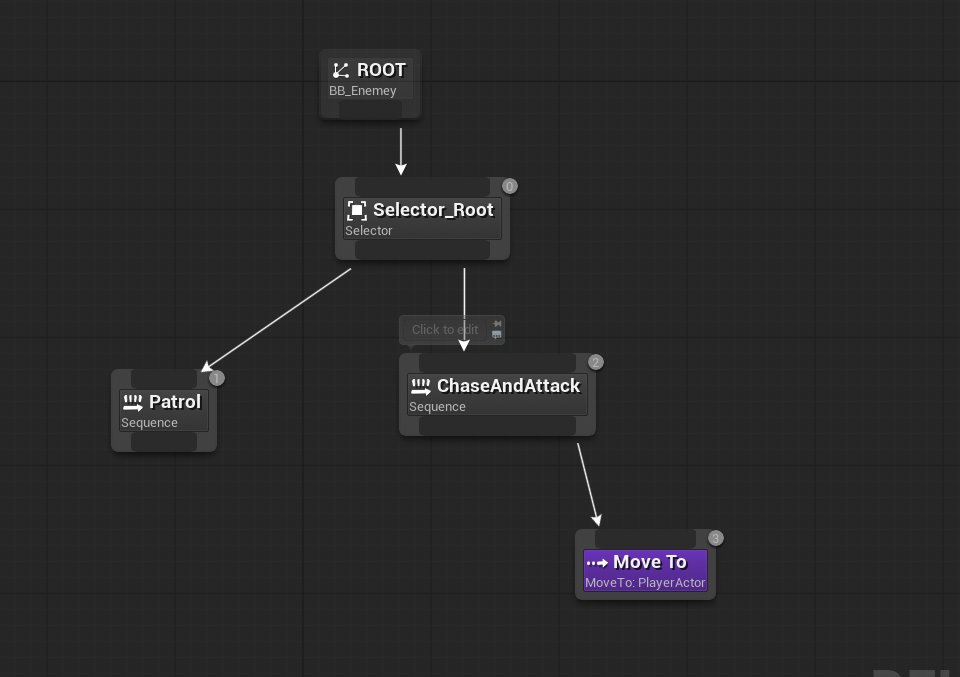 ROOT
BB_Enemey
0
Selector_Root
Selector
Click to edit
1
Patrol
Sequence
2
ChaseAndAttack
Sequence
3
Move To
MoveTo: PlayerActor